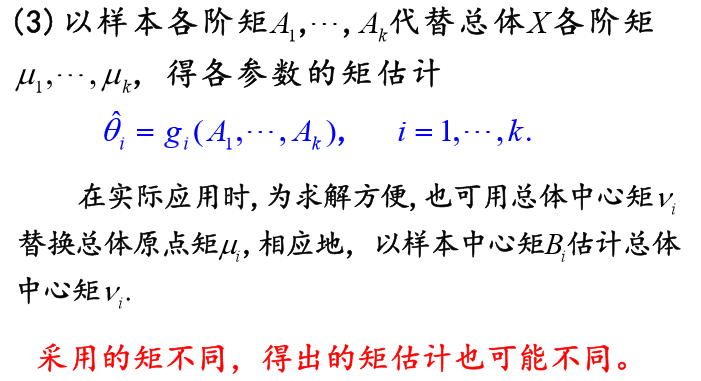 (3) 以样本各阶矩A₁,⋯, Aₖ代替总体X各阶矩
μ₁,⋯, μₖ, 得各参数的矩估计
θ̂ᵢ = gᵢ(A₁,⋯, Aₖ), i = 1,⋯, k.
在实际应用时, 为求解方便, 也可用总体中心矩νᵢ
替换总体原点矩μᵢ, 相应地, 以样本中心矩Bᵢ估计总体
中心矩νᵢ.
采用的矩不同，得出的矩估计也可能不同。